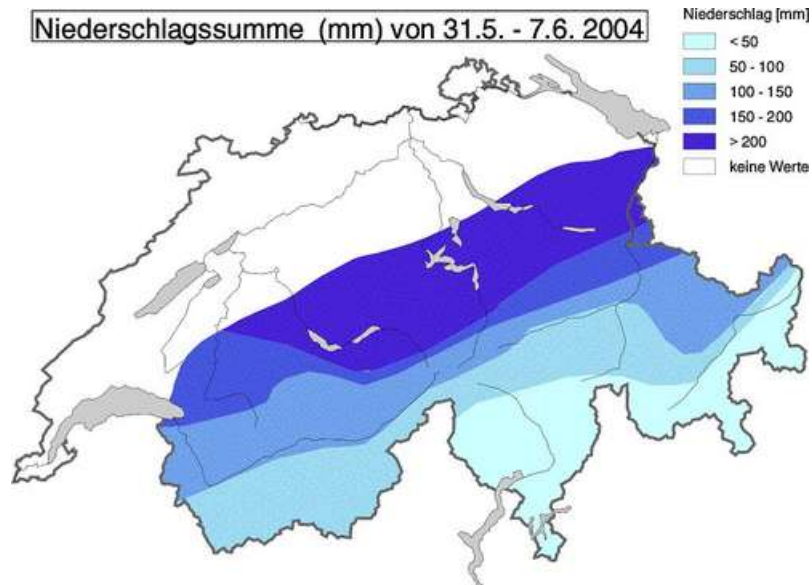 Niederschlagssumme (mm) von 31.5. - 7.6. 2004
Niederschlag [mm]
< 50
50 - 100
100 - 150
150 - 200
> 200
keine Werte